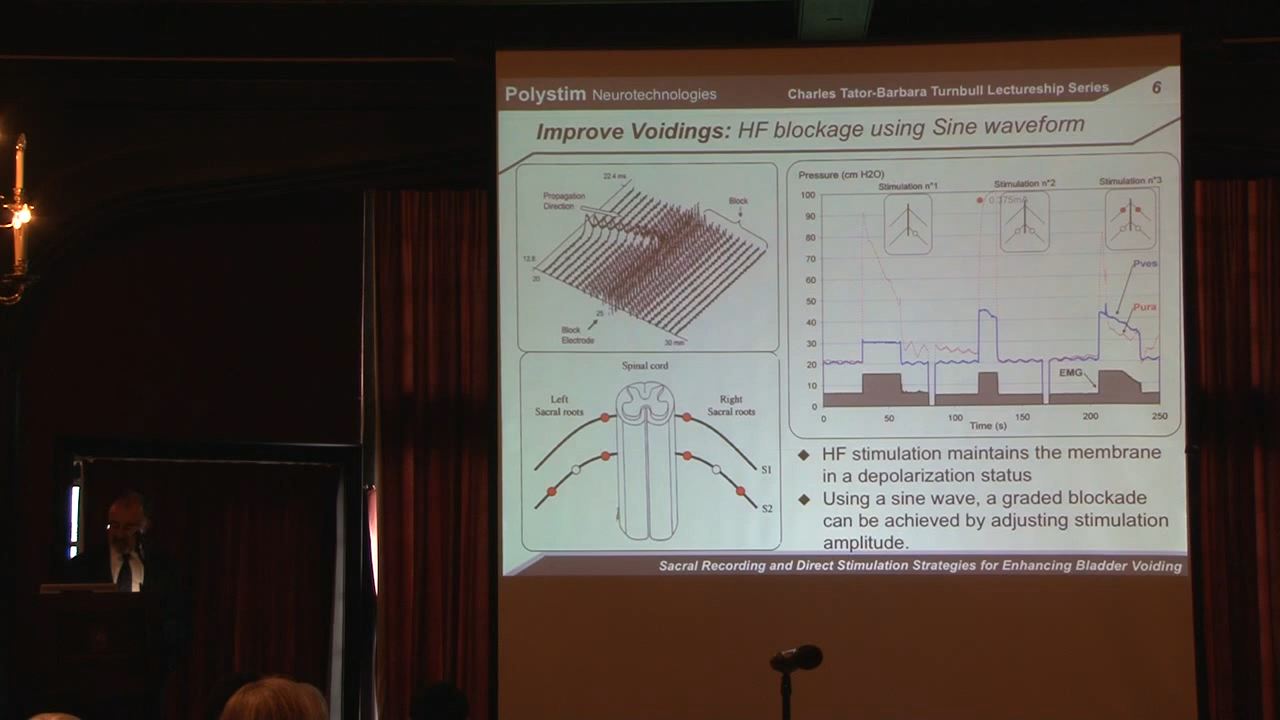 Polystim Neurotechnologies
Charles Tator-Barbara Turnbull Lectureship Series
6
Improve Voidings: HF blockage using Sine waveform
22.4 ms
Propagation
Direction
Block
12.8
20
25
Block
Electrode
30 mm
Spinal cord
Left
Sacral roots
Right
Sacral roots
S1
S2
Pressure (cm H2O)
Stimulation n°1
Stimulation n°2
Stimulation n°3
0.375mA
100
90
80
70
60
50
40
30
20
10
0
Pves
Pura
EMG
0
50
100
150
200
250
Time (s)
◆ HF stimulation maintains the membrane
in a depolarization status
◆ Using a sine wave, a graded blockade
can be achieved by adjusting stimulation
amplitude.
Sacral Recording and Direct Stimulation Strategies for Enhancing Bladder Voiding